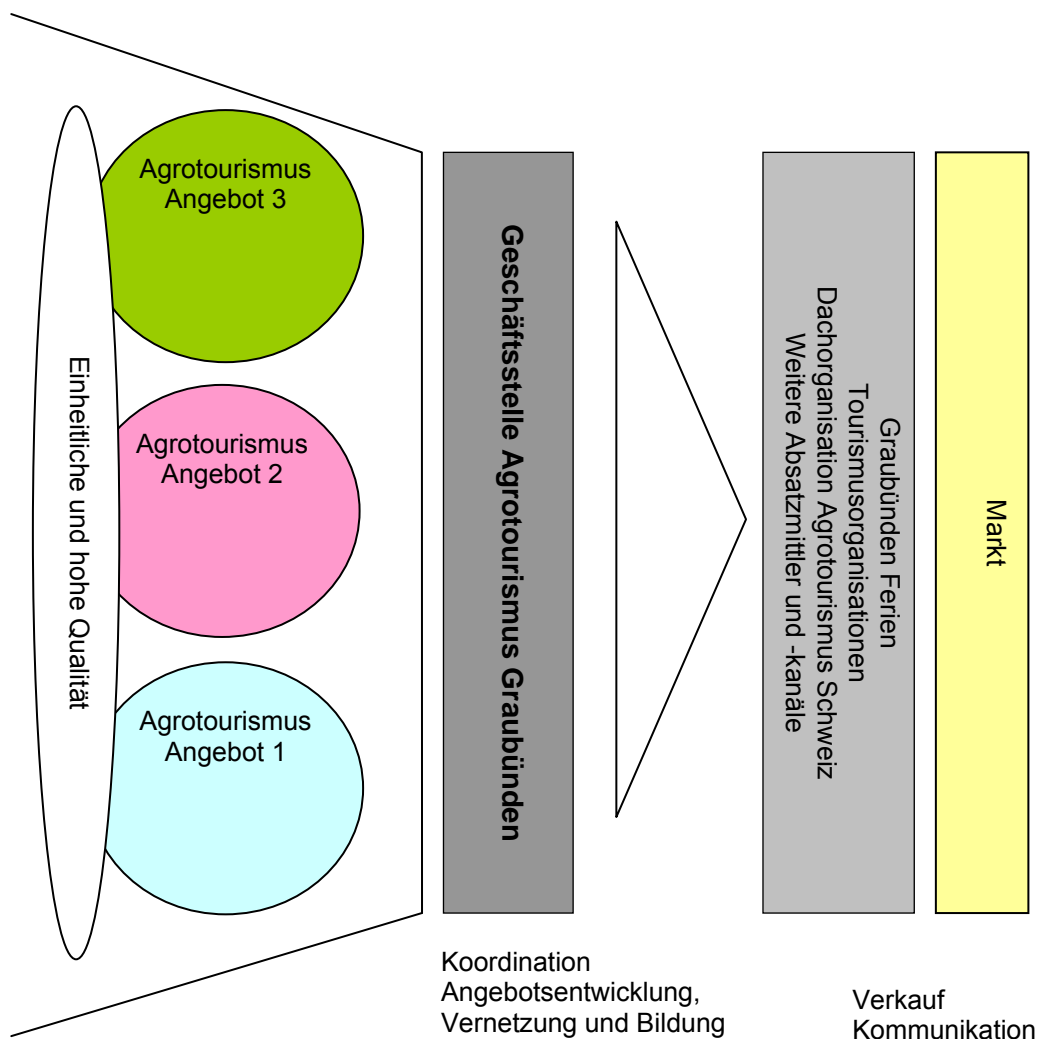 Agrotourismus
Angebot 3
Agrotourismus
Angebot 2
Agrotourismus
Angebot 1
Einheitliche und hohe Qualität
Geschäftsstelle Agrotourismus Graubünden
Graubünden Ferien
Tourismusorganisationen
Dachorganisation Agrotourismus Schweiz
Weitere Absatzmittler und -kanäle
Markt
Koordination
Angebotsentwicklung,
Vernetzung und Bildung
Verkauf
Kommunikation